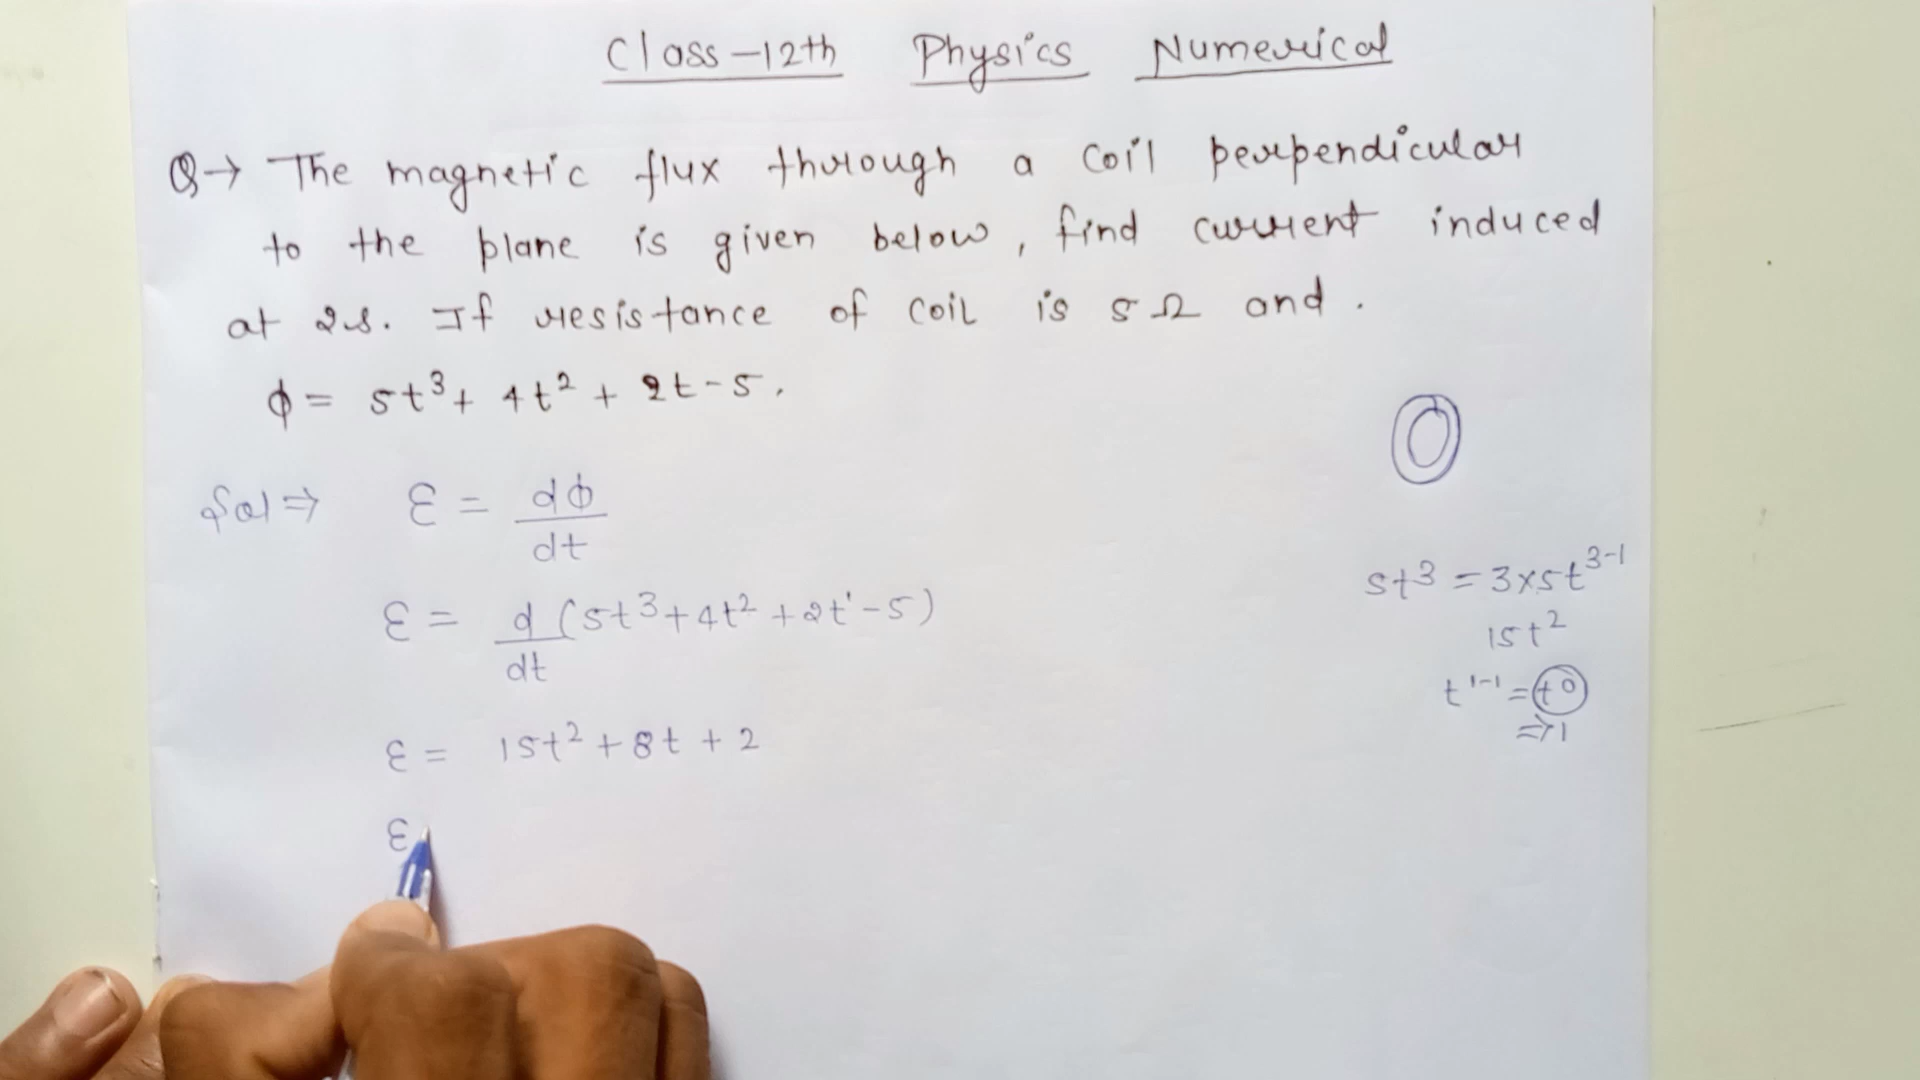 Class-12th Physics Numerical
Q→ The magnetic flux through a coil perpendicular
to the plane is given below, find current induced
at 2s. If resistance of coil is 5Ω and.
φ = 5t³ + 4t² + 2t - 5.
Sol⇒ ε = dφ/dt
ε = d/dt (5t³ + 4t² + 2t¹ - 5)
ε = 15t² + 8t + 2
ε
5t³ = 3×5t³⁻¹
15t²
t¹⁻¹ = t⁰
⇒1